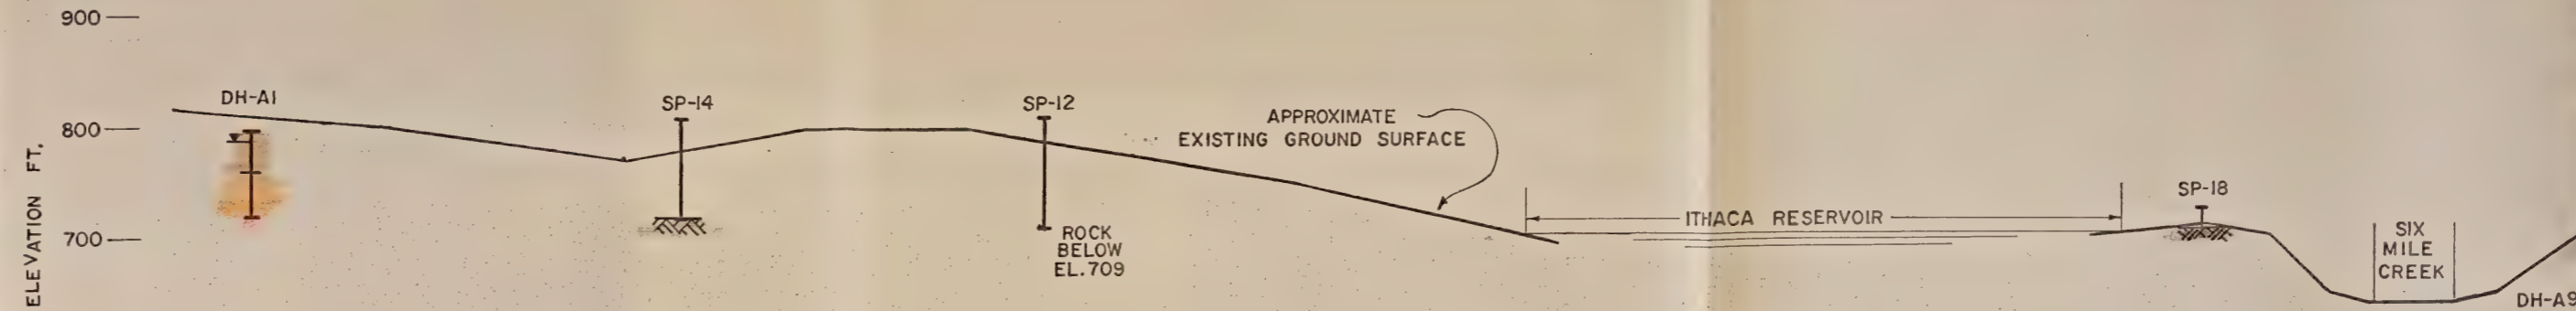 900
DH-A1
SP-14
SP-12
800
APPROXIMATE
EXISTING GROUND SURFACE
ELEVATION FT.
SP-18
ITHACA RESERVOIR
700
ROCK
BELOW
EL.709
SIX
MILE
CREEK
DH-A9